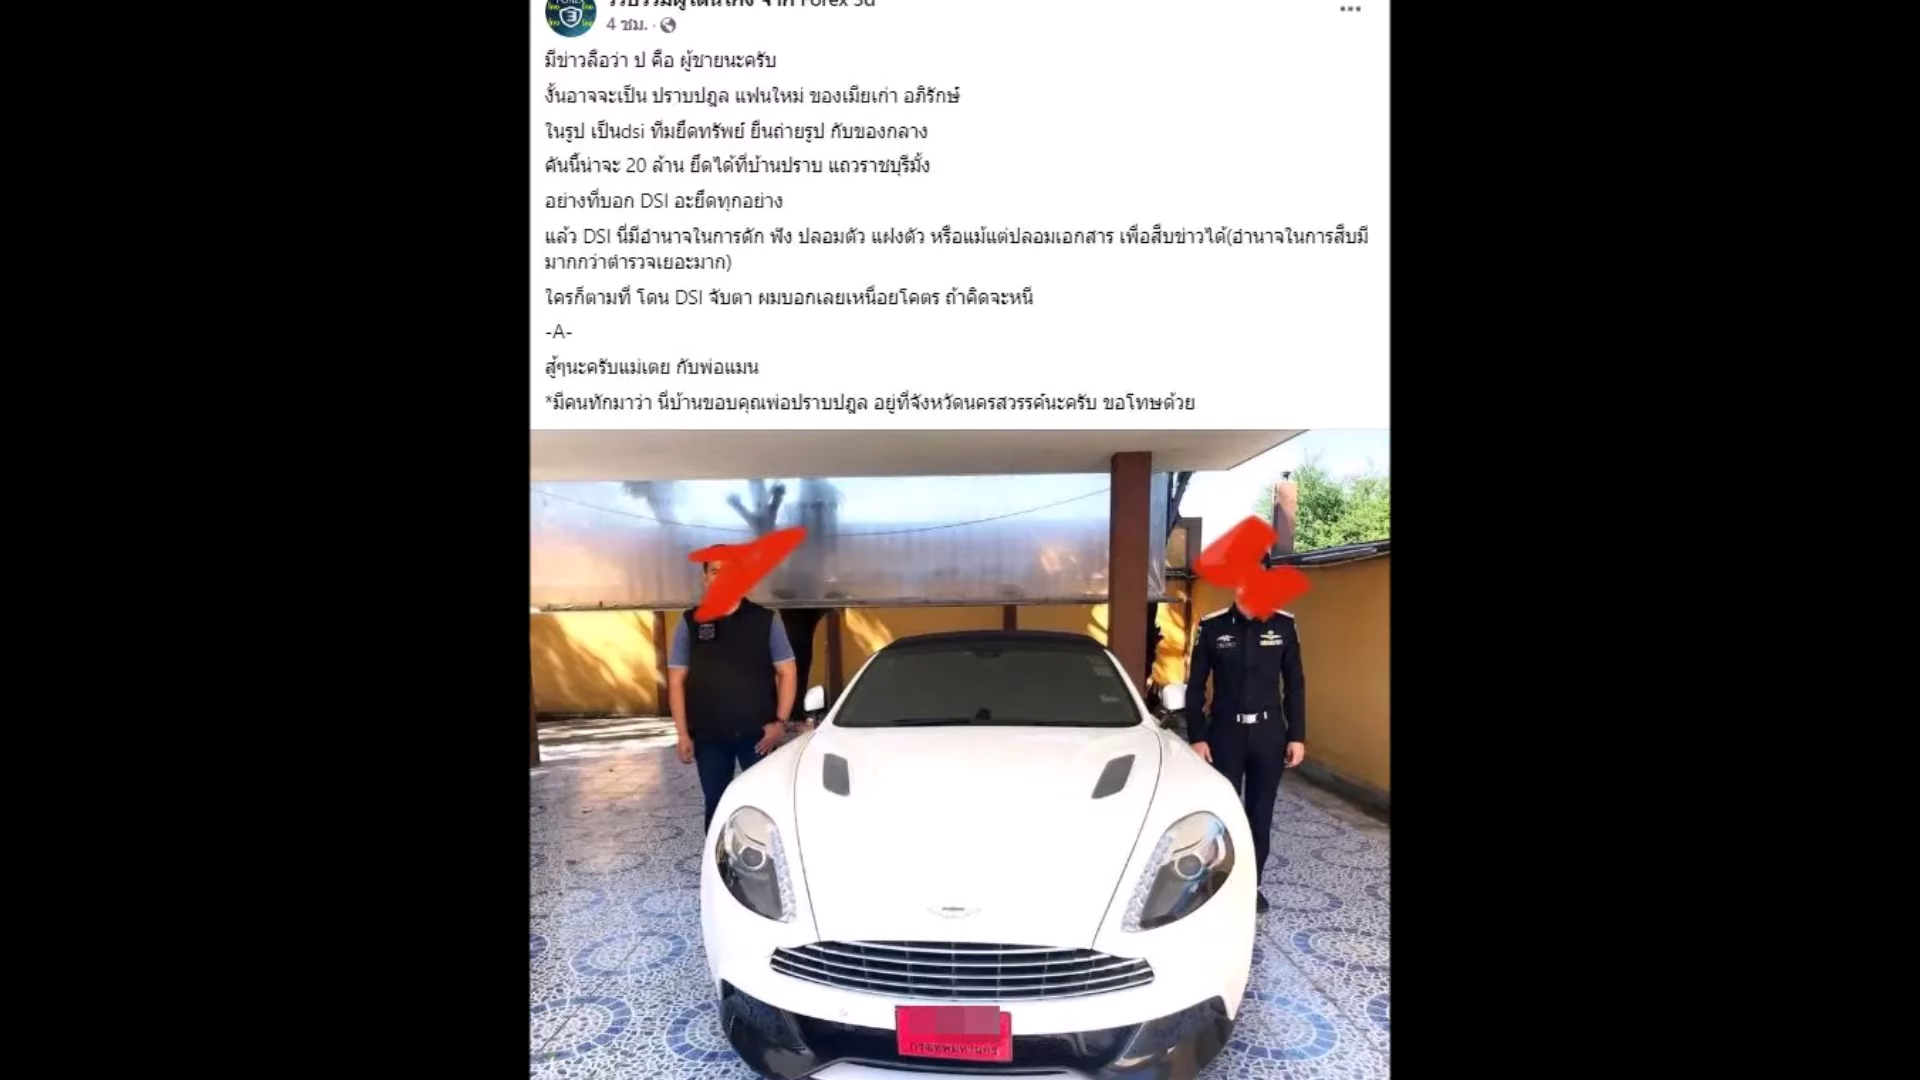 Forex 3d
4 ชม.
มีข่าวลือว่า ป คือ ผู้ชายนะครับ
งั้นอาจจะเป็น ปราบปฎล แฟนใหม่ ของเมียเก่า อภิรักษ์
ในรูป เป็นdsi ทีมยึดทรัพย์ ยืนถ่ายรูป กับของกลาง
คันนี้น่าจะ 20 ล้าน ยึดได้ที่บ้านปราบ แถวราชบุรีมั้ง
อย่างที่บอก DSI อะยึดทุกอย่าง
แล้ว DSI นี่มีอำนาจในการดัก ฟัง ปลอมตัว แฝงตัว หรือแม้แต่ปลอมเอกสาร เพื่อสืบข่าวได้(อำนาจในการสืบมี
มากกว่าตำรวจเยอะมาก)
ใครก็ตามที่ โดน DSI จับตา ผมบอกเลยเหนื่อยโคตร ถ้าคิดจะหนี
-A-
สู้ๆนะครับแม่เตย กับพ่อแมน
*มีคนทักมาว่า นี่บ้านขอบคุณพ่อปราบปฎล อยู่ที่จังหวัดนครสวรรค์นะครับ ขอโทษด้วย
กรุงเทพมหานคร